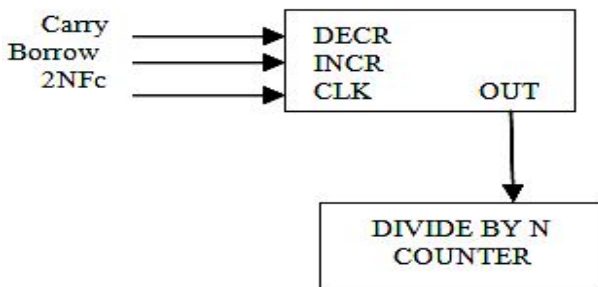 Carry
Borrow
2NFc
DECR
INCR
CLK OUT
DIVIDE BY N
COUNTER